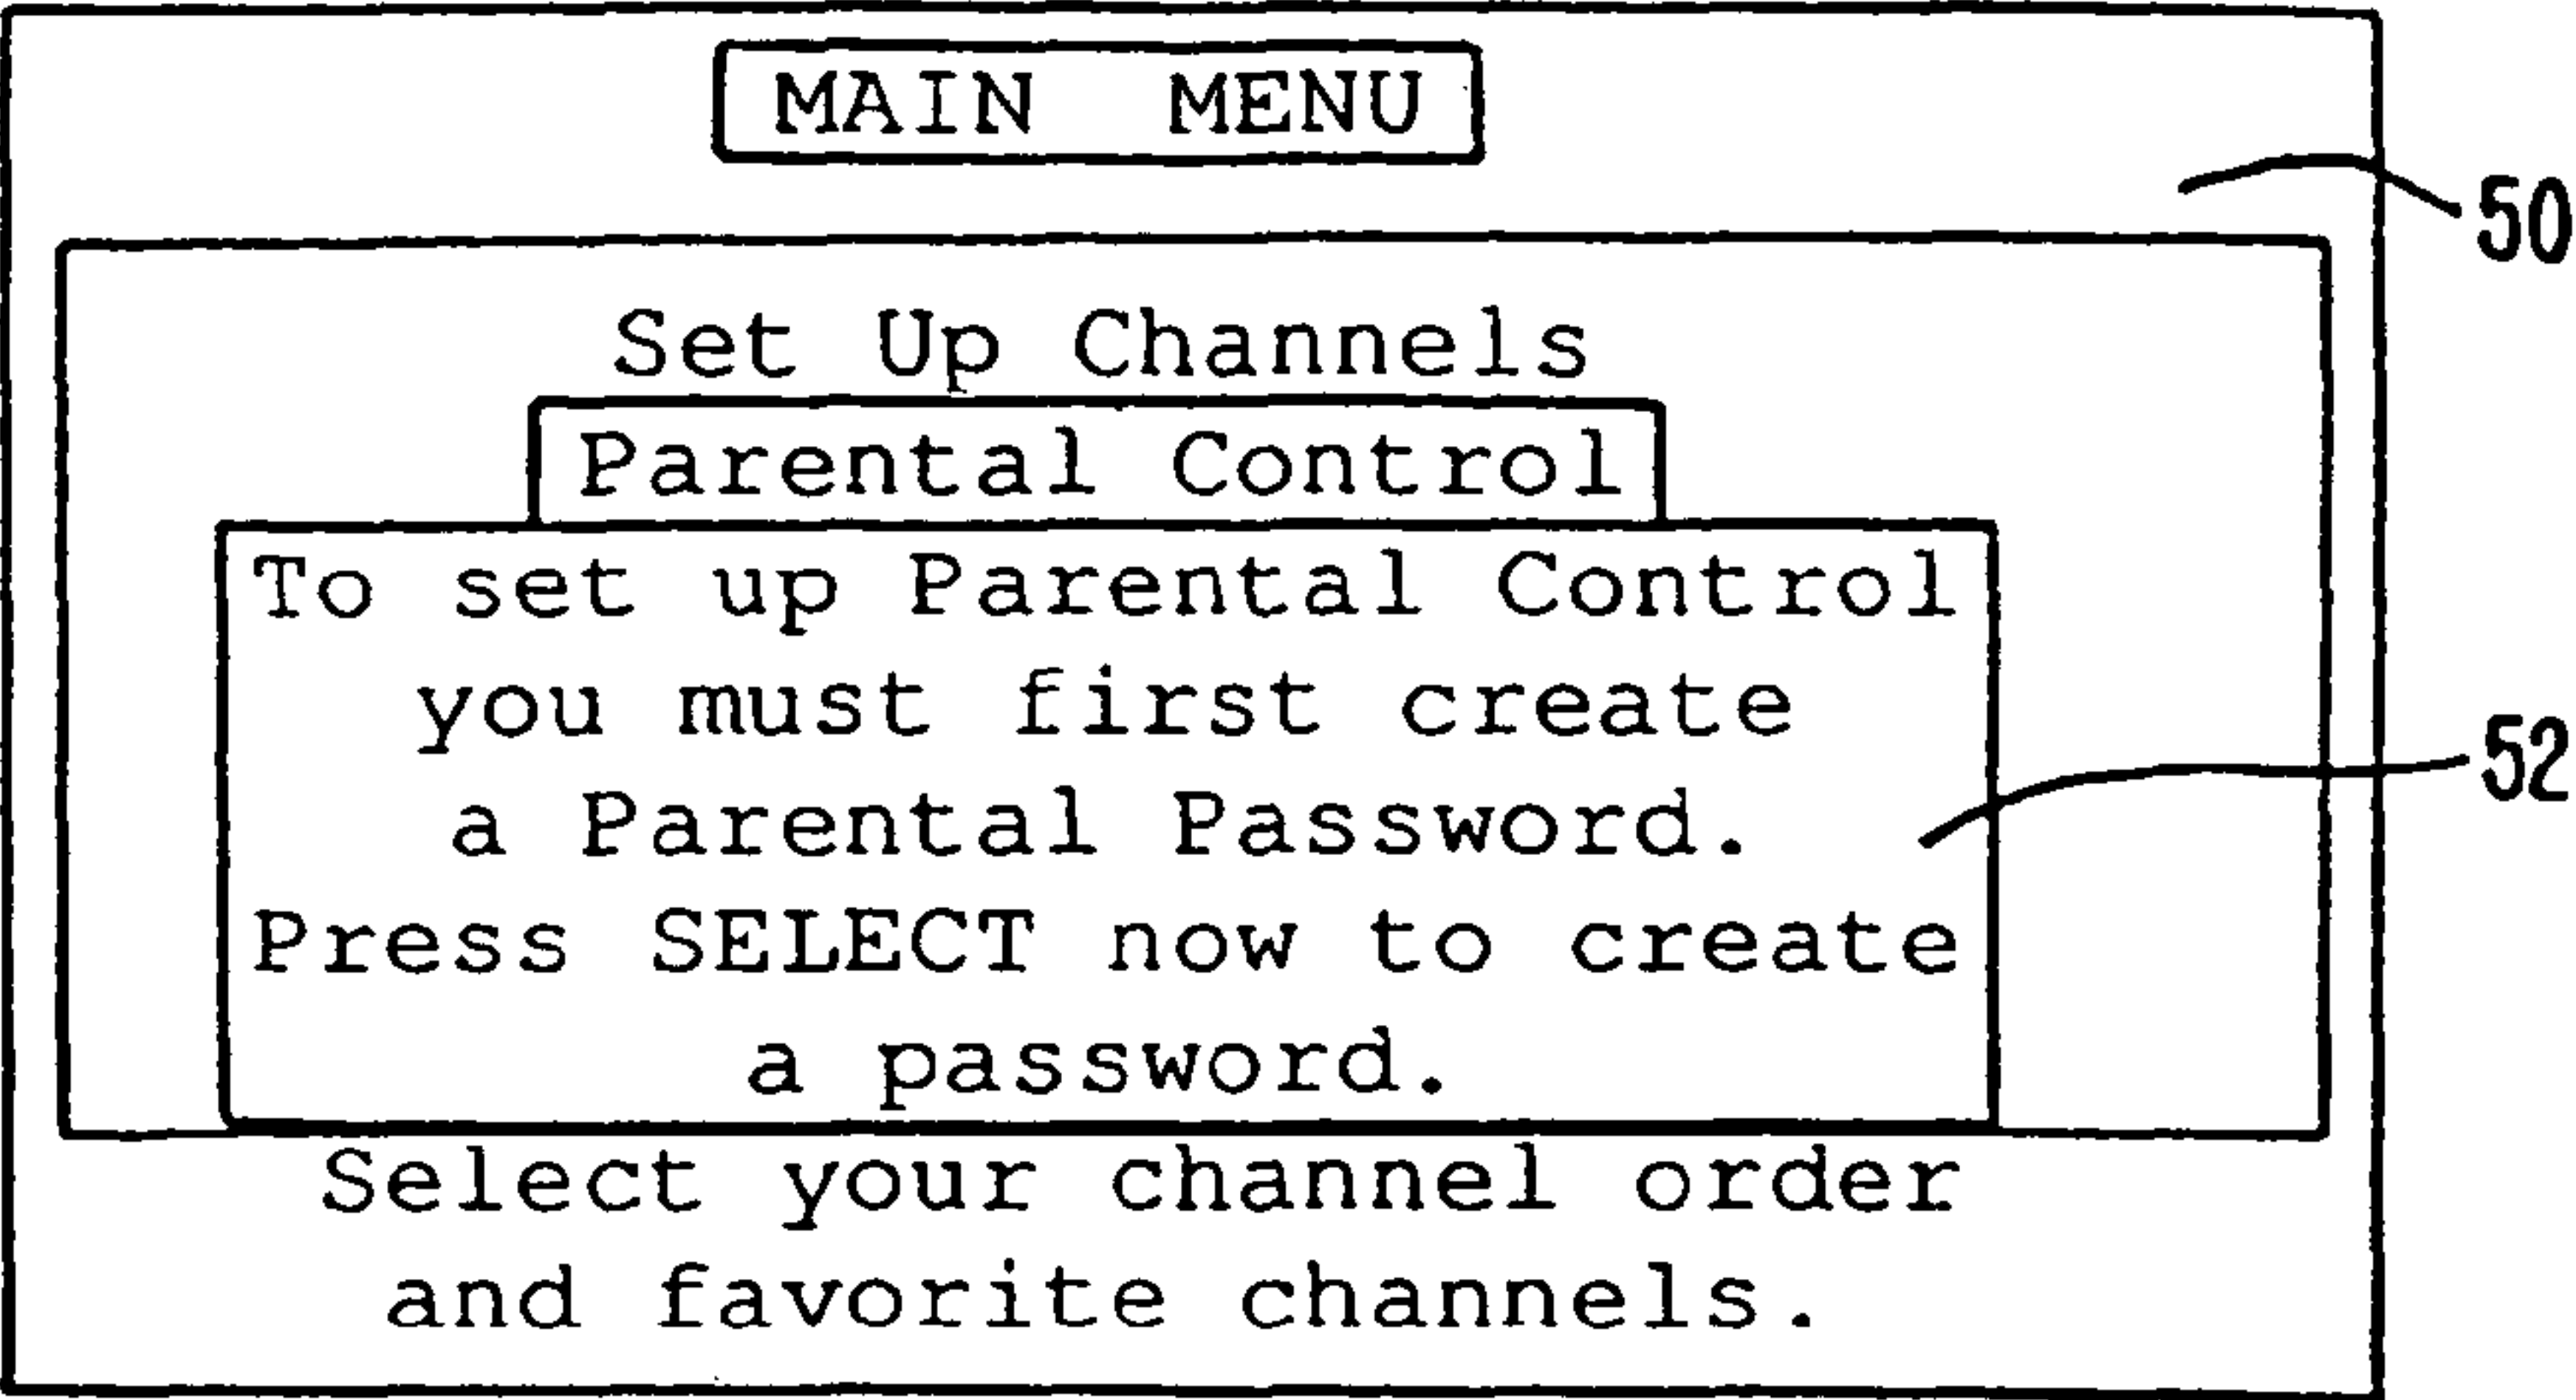 MAIN MENU
50
Set Up Channels
Parental Control
To set up Parental Control
you must first create
a Parental Password.
52
Press SELECT now to create
a password.
Select your channel order
and favorite channels.